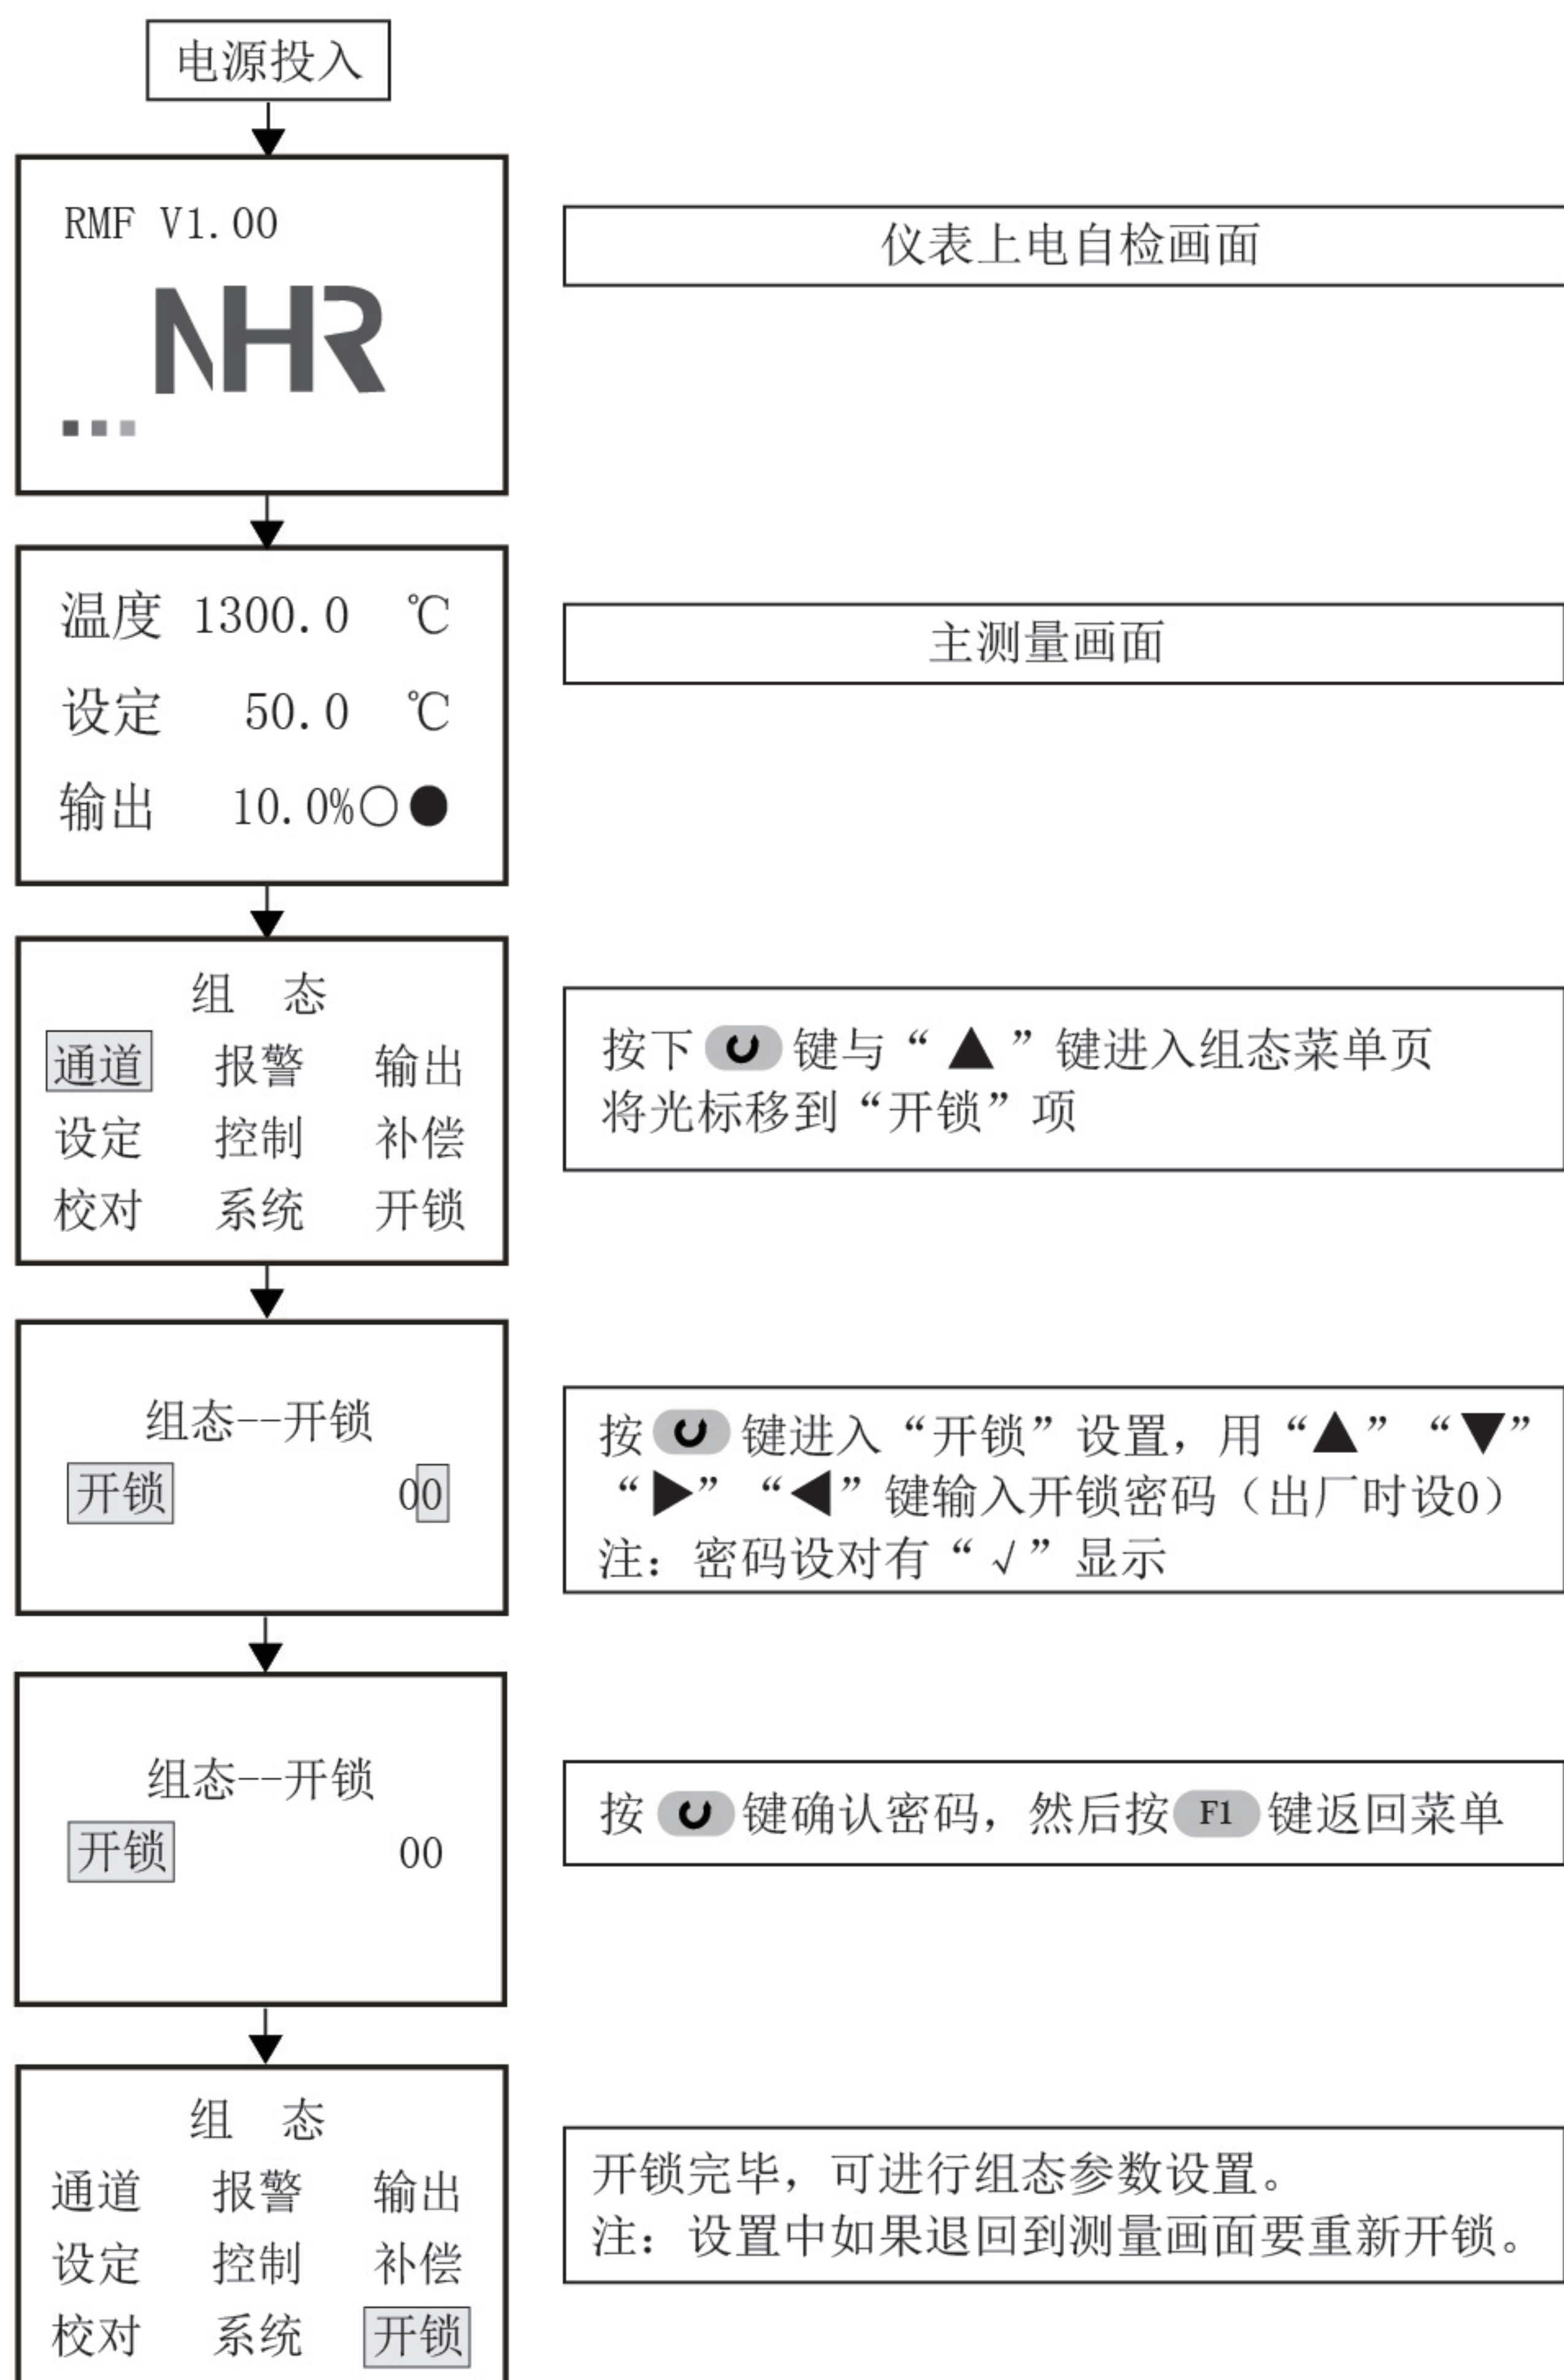 电源投入
RMF V1.00
NHR
仪表上电自检画面
温度 1300.0 ℃
设定 50.0 ℃
输出 10.0%○●
主测量画面
组 态
通道 报警 输出
设定 控制 补偿
校对 系统 开锁
按下 键与“▲”键进入组态菜单页
将光标移到“开锁”项
组态--开锁
开锁 00
按 键进入“开锁”设置，用“▲”“▼”
“▶”“◀”键输入开锁密码（出厂时设0）
注：密码设对有“√”显示
组态--开锁
开锁 00
按 键确认密码，然后按 F1 键返回菜单
组 态
通道 报警 输出
设定 控制 补偿
校对 系统 开锁
开锁完毕，可进行组态参数设置。
注：设置中如果退回到测量画面要重新开锁。